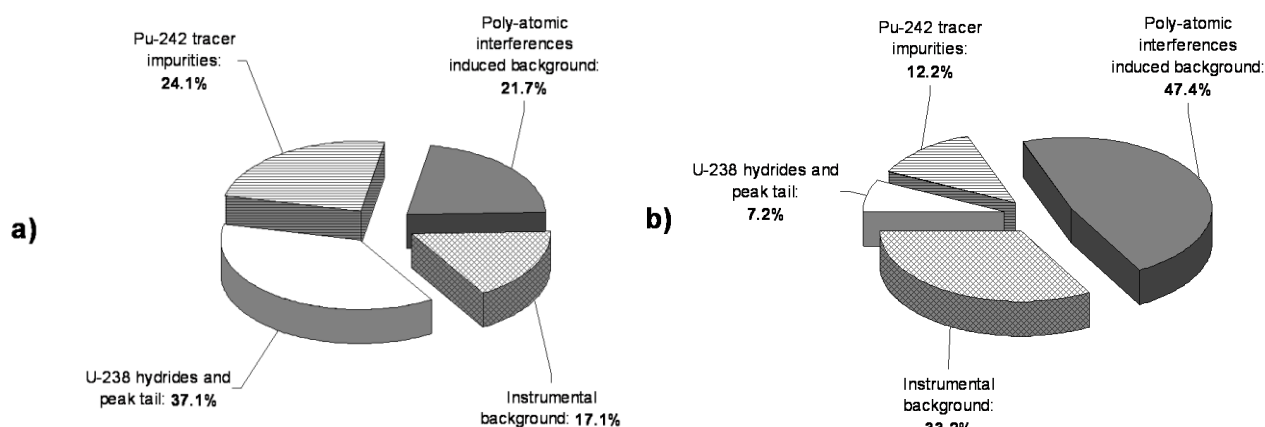 a)
Pu-242 tracer
impurities:
24.1%
Poly-atomic
interferences
induced background:
21.7%
U-238 hydrides and
peak tail: 37.1%
Instrumental
background: 17.1%
b)
Pu-242 tracer
impurities:
12.2%
Poly-atomic
interferences
induced background:
47.4%
U-238 hydrides and
peak tail:
7.2%
Instrumental
background:
33.2%